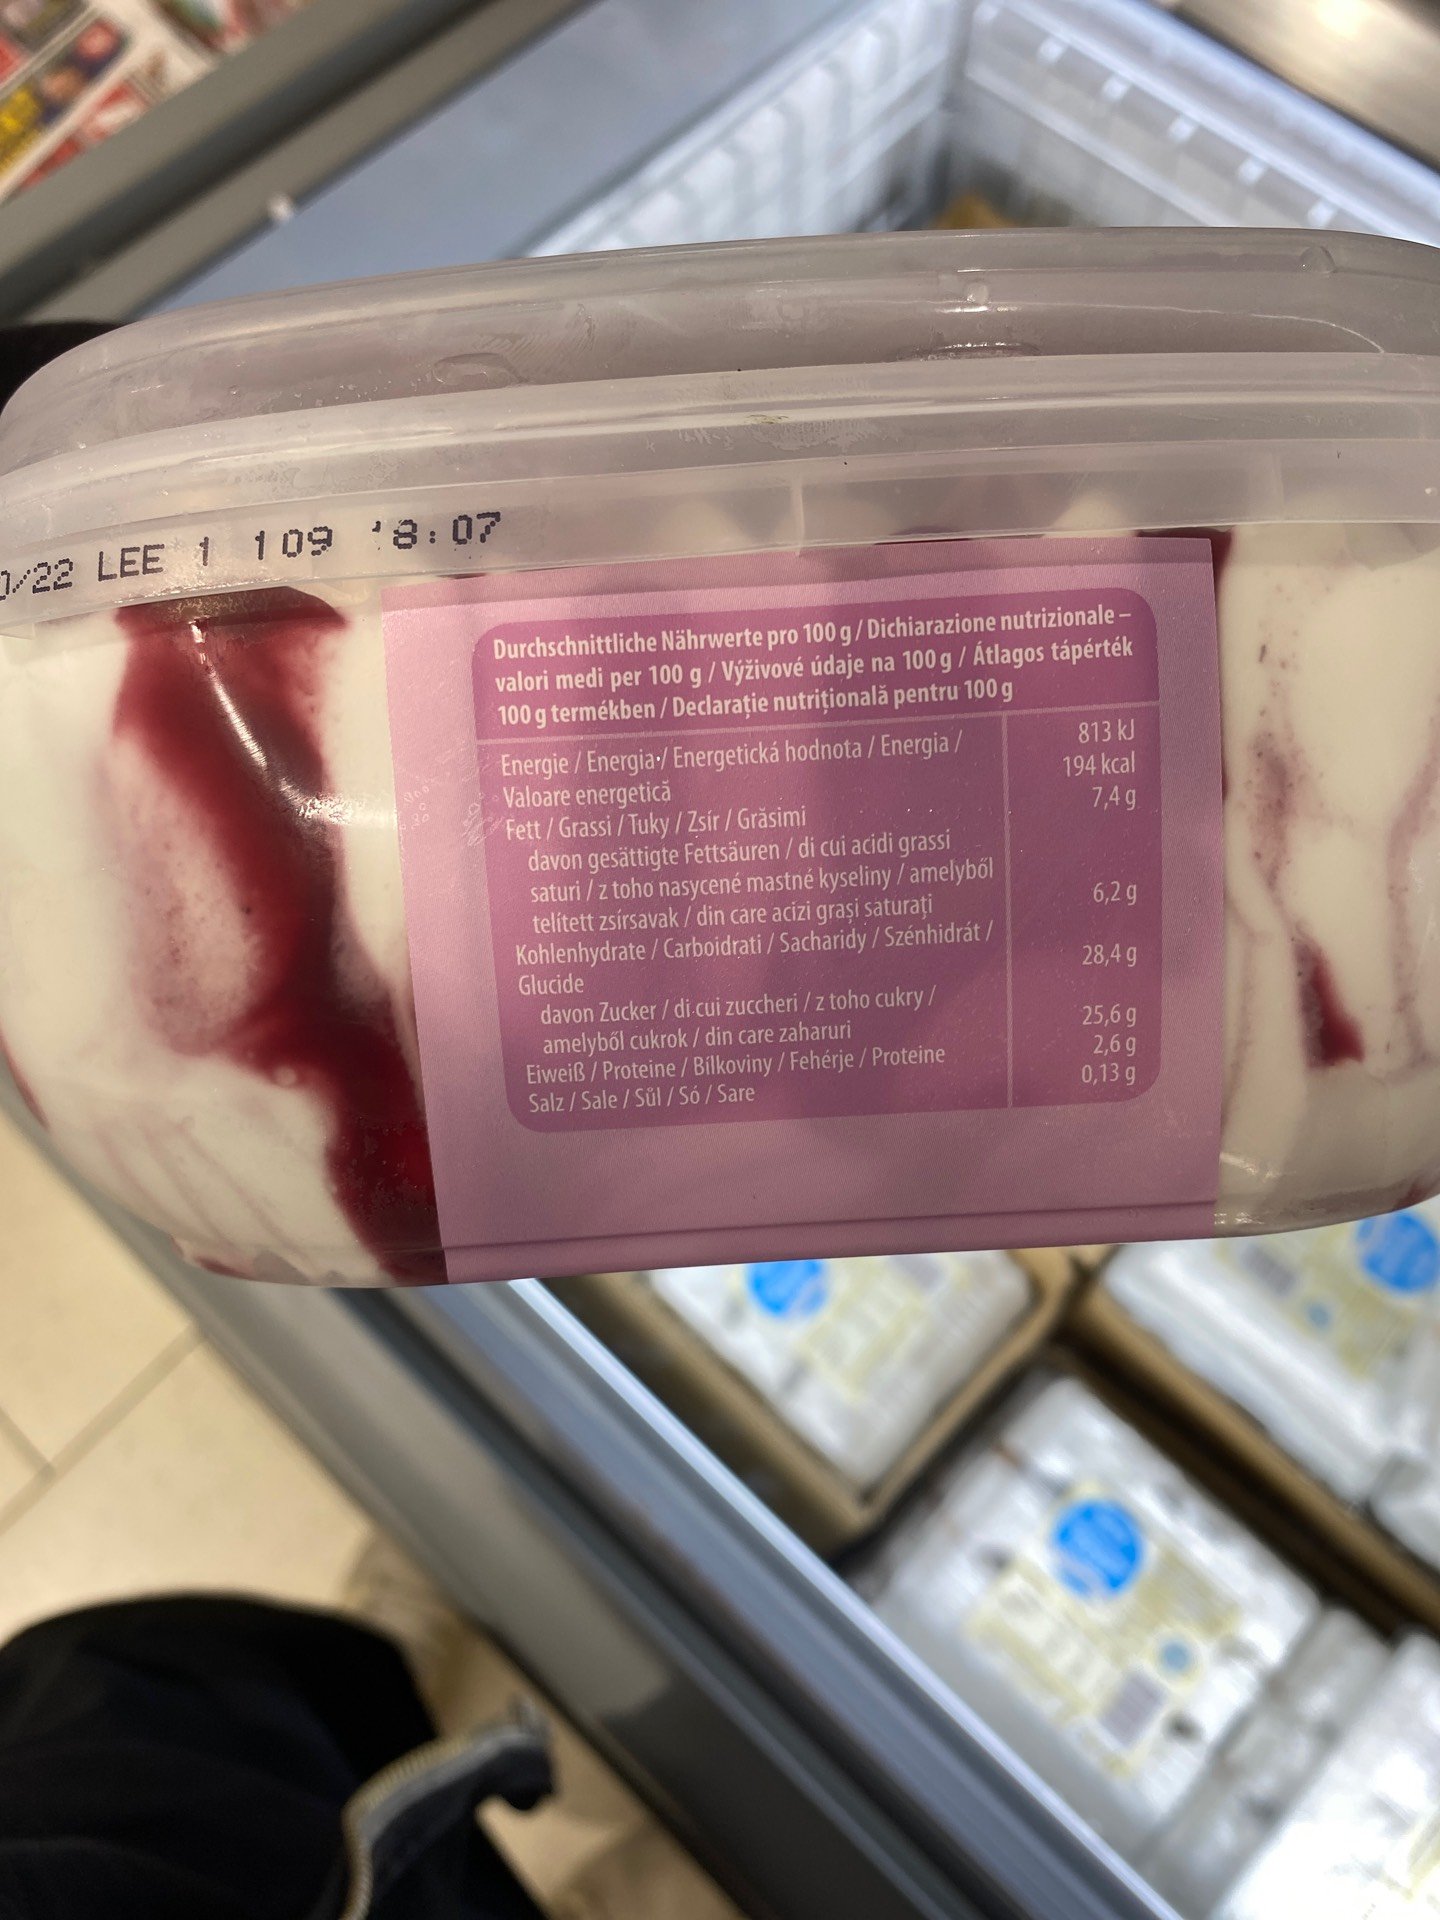 /22 LEE 1 109 8:07
Durchschnittliche Nährwerte pro 100 g / Dichiarazione nutrizionale –
valori medi per 100 g / Výživové údaje na 100 g / Átlagos tápérték
100 g termékben / Declarație nutrițională pentru 100 g
Energie / Energia / Energetická hodnota / Energia / 813 kJ
Valoare energetică 194 kcal
Fett / Grassi / Tuky / Zsír / Grăsimi 7,4 g
davon gesättigte Fettsäuren / di cui acidi grassi
saturi / z toho nasycené mastné kyseliny / amelyből
telített zsírsavak / din care acizi grași saturați 6,2 g
Kohlenhydrate / Carboidrati / Sacharidy / Szénhidrát /
Glucide 28,4 g
davon Zucker / di cui zuccheri / z toho cukry /
amelyből cukrok / din care zaharuri 25,6 g
Eiweiß / Proteine / Bílkoviny / Fehérje / Proteine 2,6 g
Salz / Sale / Sůl / Só / Sare 0,13 g